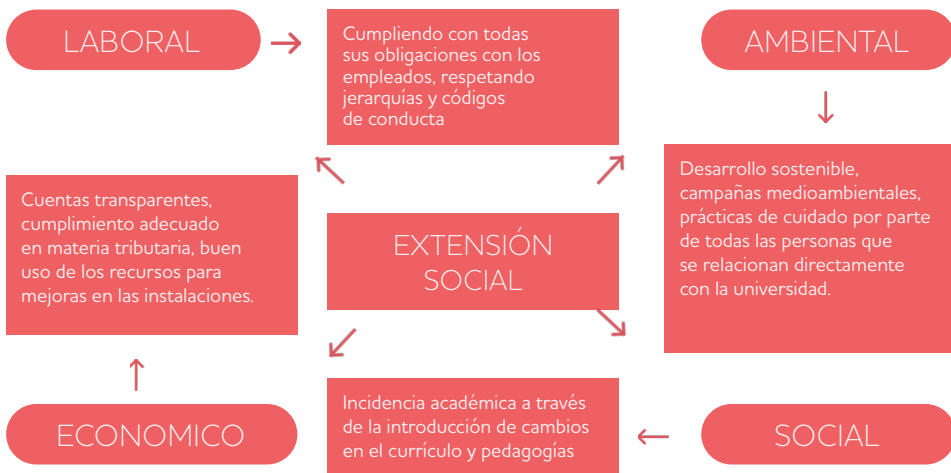 LABORAL
Cumpliendo con todas
sus obligaciones con los
empleados, respetando
jerarquías y códigos
de conducta
AMBIENTAL
Desarrollo sostenible,
campañas medioambientales,
prácticas de cuidado por parte
de todas las personas que
se relacionan directamente
con la universidad.
Cuentas transparentes,
cumplimiento adecuado
en materia tributaria, buen
uso de los recursos para
mejoras en las instalaciones.
EXTENSIÓN
SOCIAL
ECONOMICO
Incidencia académica a través
de la introducción de cambios
en el currículo y pedagogías
SOCIAL